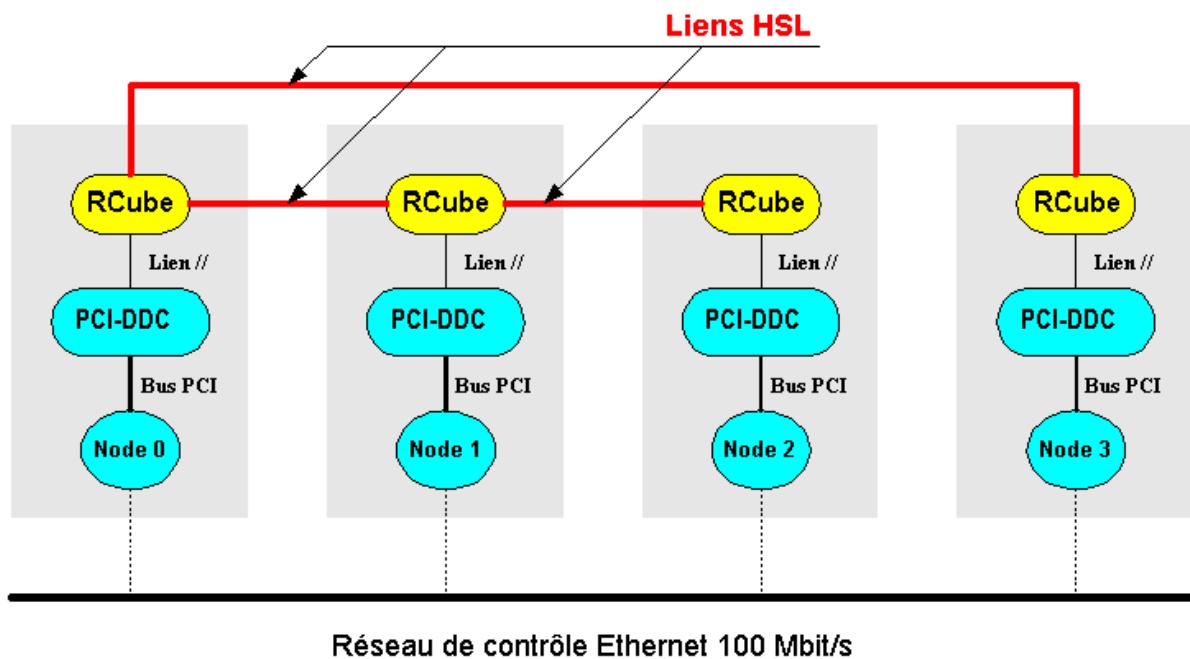 Liens HSL
RCube RCube RCube RCube
Lien // Lien // Lien // Lien //
PCI-DDC PCI-DDC PCI-DDC PCI-DDC
Bus PCI Bus PCI Bus PCI Bus PCI
Node 0 Node 1 Node 2 Node 3
Réseau de contrôle Ethernet 100 Mbit/s